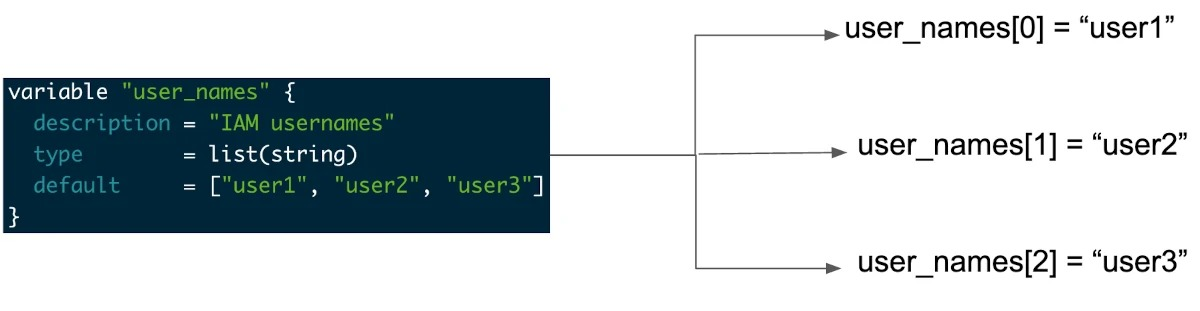 variable "user_names" {
  description = "IAM usernames"
  type        = list(string)
  default     = ["user1", "user2", "user3"]
}
user_names[0] = “user1”
user_names[1] = “user2”
user_names[2] = “user3”